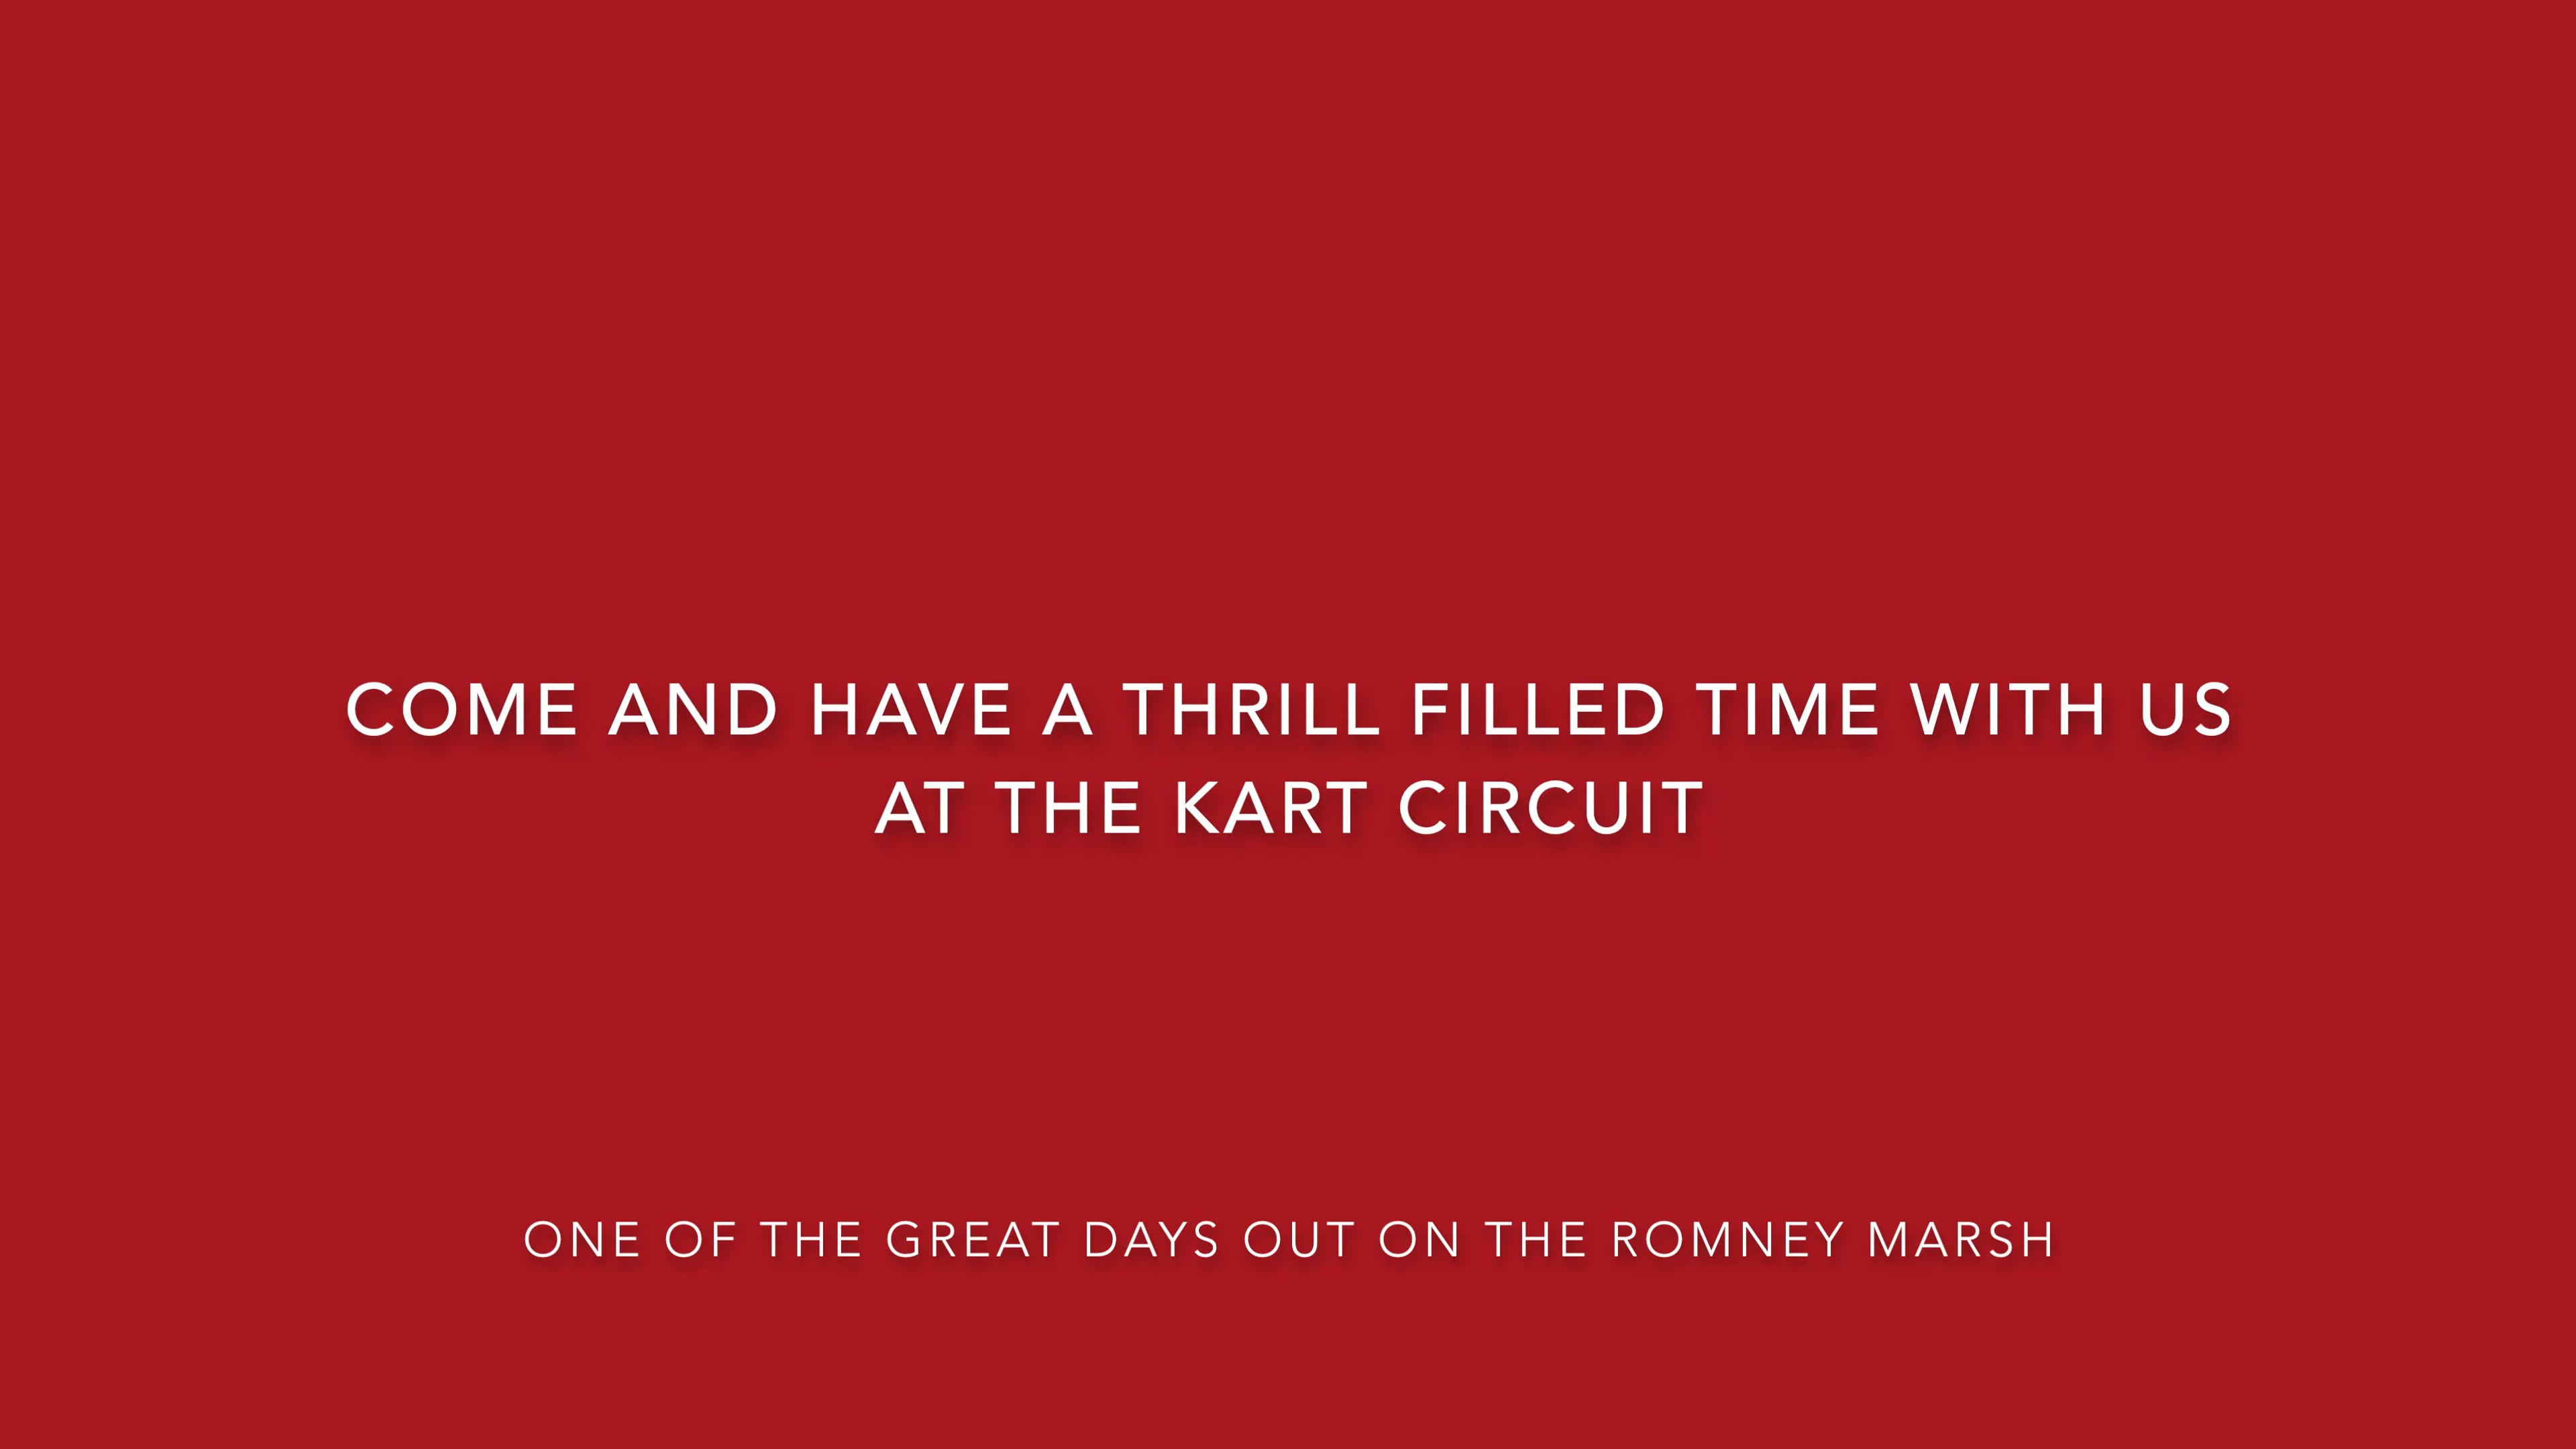 COME AND HAVE A THRILL FILLED TIME WITH US
AT THE KART CIRCUIT
ONE OF THE GREAT DAYS OUT ON THE ROMNEY MARSH